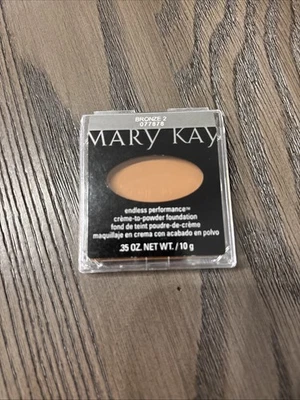 BRONZE 2
077878
MARY KAY
endless performance™
crème-to-powder foundation
fond de teint poudre-de-crème
maquillaje en crema con acabado en polvo
.35 OZ. NET WT. / 10 g